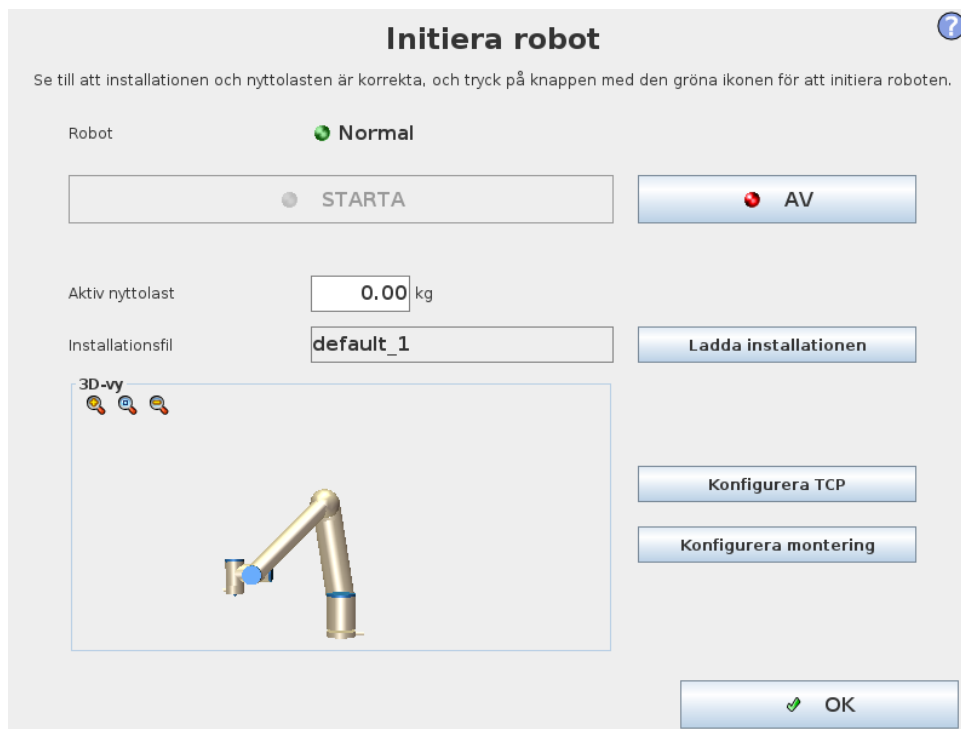 Initiera robot
?
Se till att installationen och nyttolasten är korrekta, och tryck på knappen med den gröna ikonen för att initiera roboten.
Robot Normal
STARTA AV
Aktiv nyttolast 0.00 kg
Installationsfil default_1 Ladda installationen
3D-vy
Konfigurera TCP
Konfigurera montering
OK